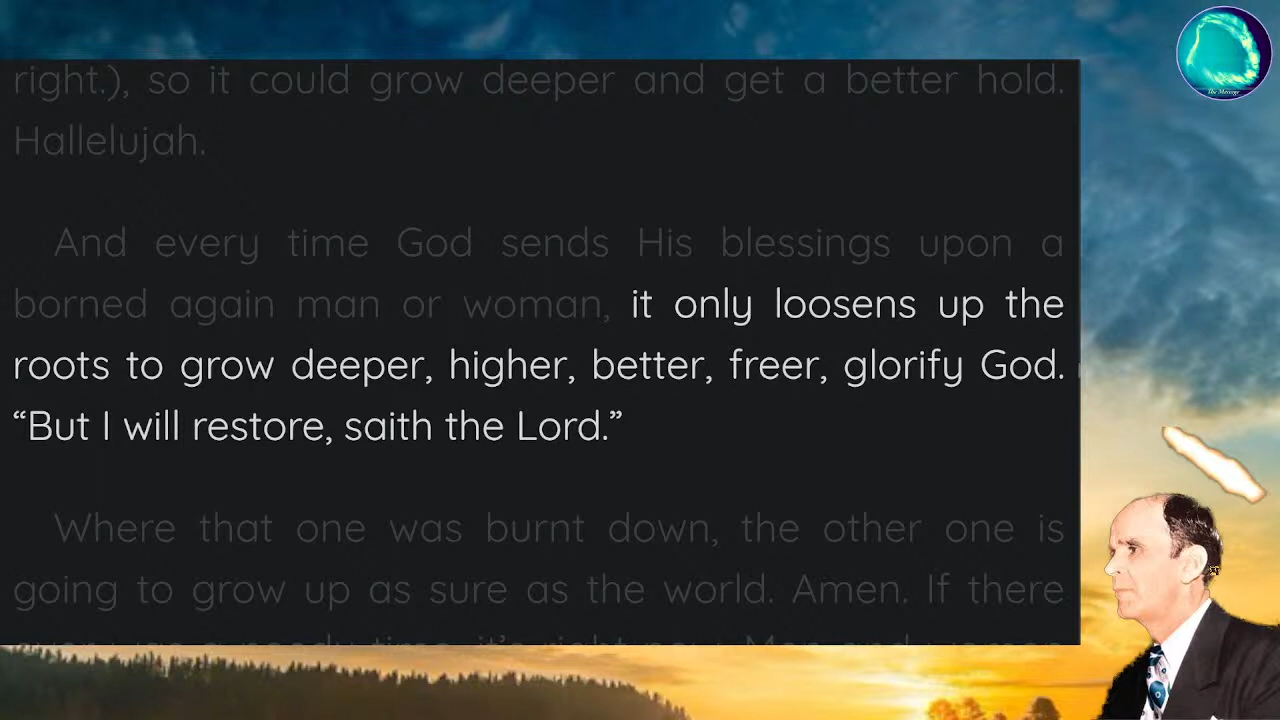 right.), so it could grow deeper and get a better hold.
Hallelujah.
And every time God sends His blessings upon a
borned again man or woman, it only loosens up the
roots to grow deeper, higher, better, freer, glorify God.
“But I will restore, saith the Lord.”
Where that one was burnt down, the other one is
going to grow up as sure as the world. Amen. If there
The Message